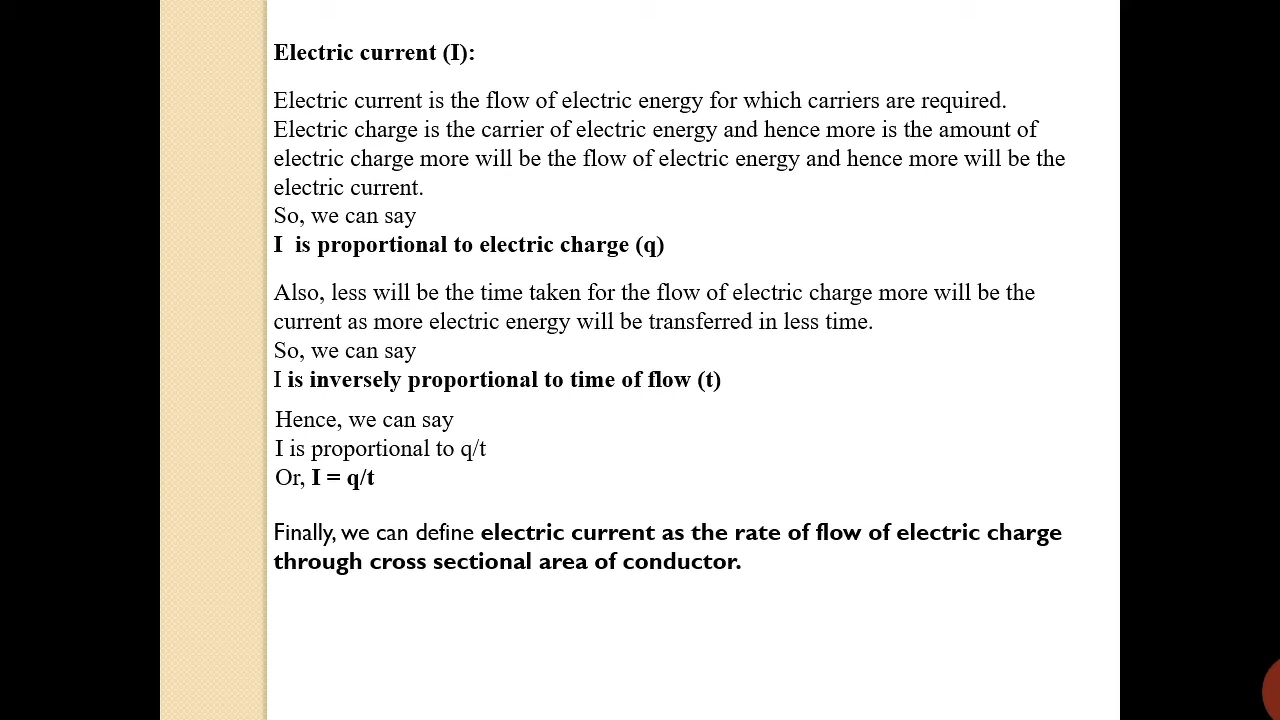 Electric current (I):
Electric current is the flow of electric energy for which carriers are required.
Electric charge is the carrier of electric energy and hence more is the amount of
electric charge more will be the flow of electric energy and hence more will be the
electric current.
So, we can say
I  is proportional to electric charge (q)
Also, less will be the time taken for the flow of electric charge more will be the
current as more electric energy will be transferred in less time.
So, we can say
I is inversely proportional to time of flow (t)
Hence, we can say
I is proportional to q/t
Or, I = q/t
Finally, we can define electric current as the rate of flow of electric charge
through cross sectional area of conductor.